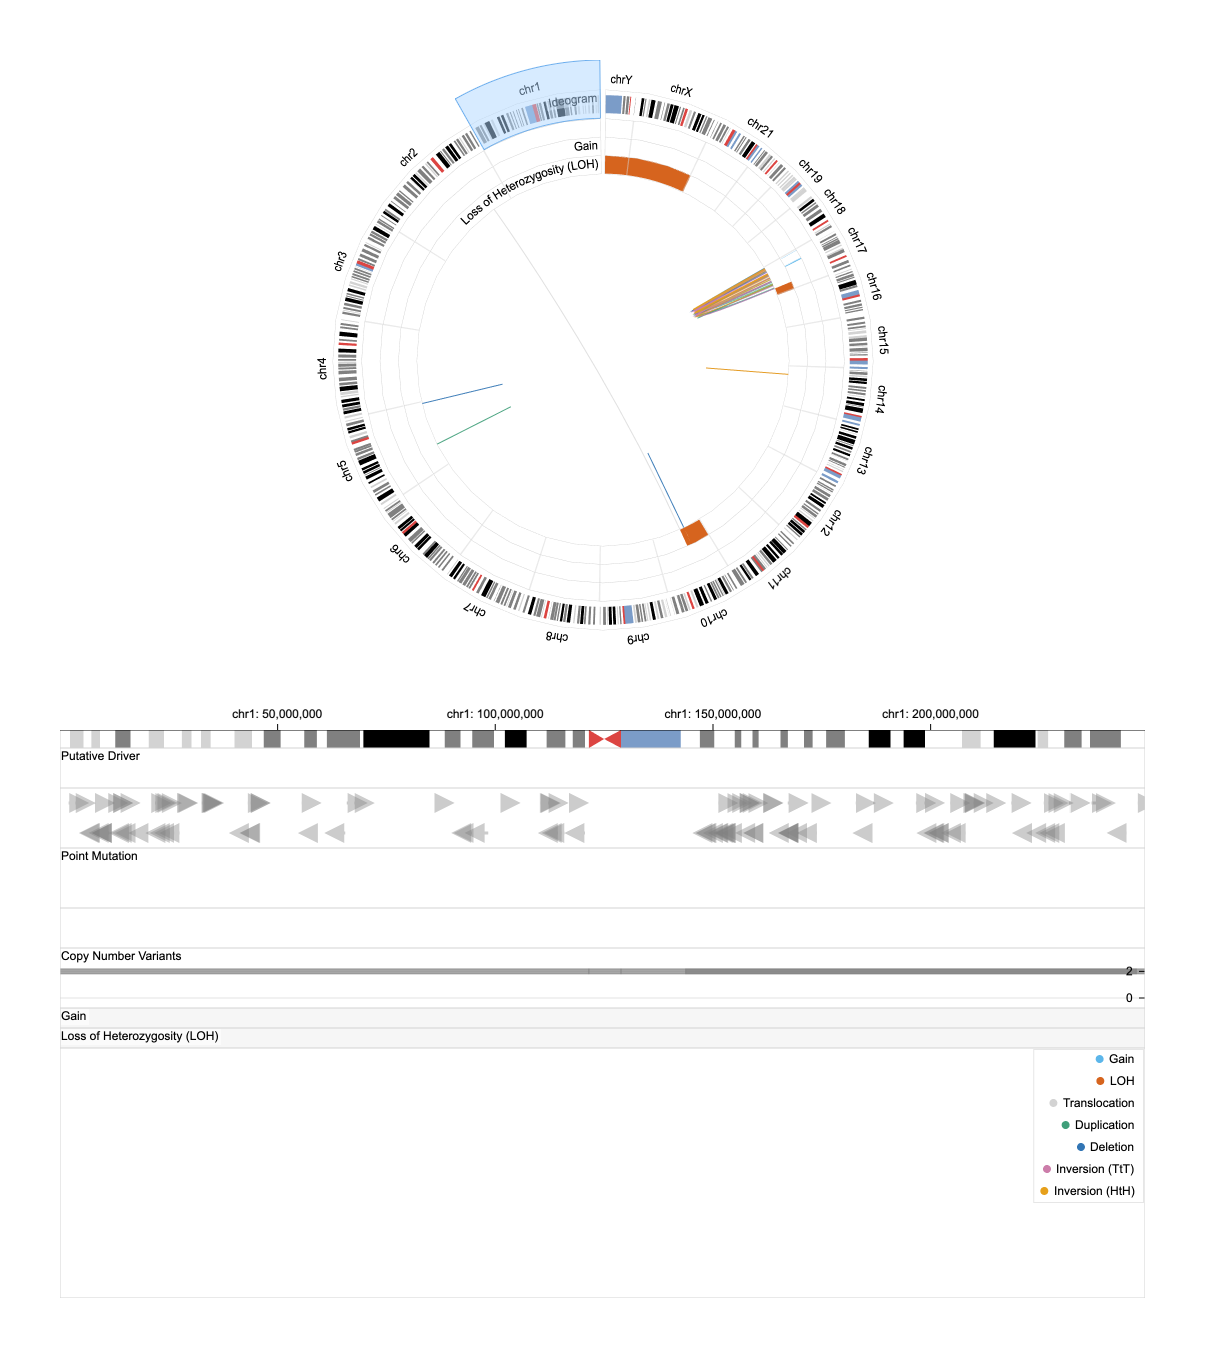 chrY
chrX
chr1
Ideogram
chr21
Gain
chr2
Loss of Heterozygosity (LOH)
chr19
chr18
chr17
chr3
chr16
chr15
chr4
chr14
chr13
chr5
chr12
chr6
chr11
chr7
chr10
chr8
chr9
chr1: 50,000,000 chr1: 100,000,000 chr1: 150,000,000 chr1: 200,000,000
Putative Driver
Point Mutation
Copy Number Variants
2
0
Gain
Loss of Heterozygosity (LOH)
Gain
LOH
Translocation
Duplication
Deletion
Inversion (TtT)
Inversion (HtH)